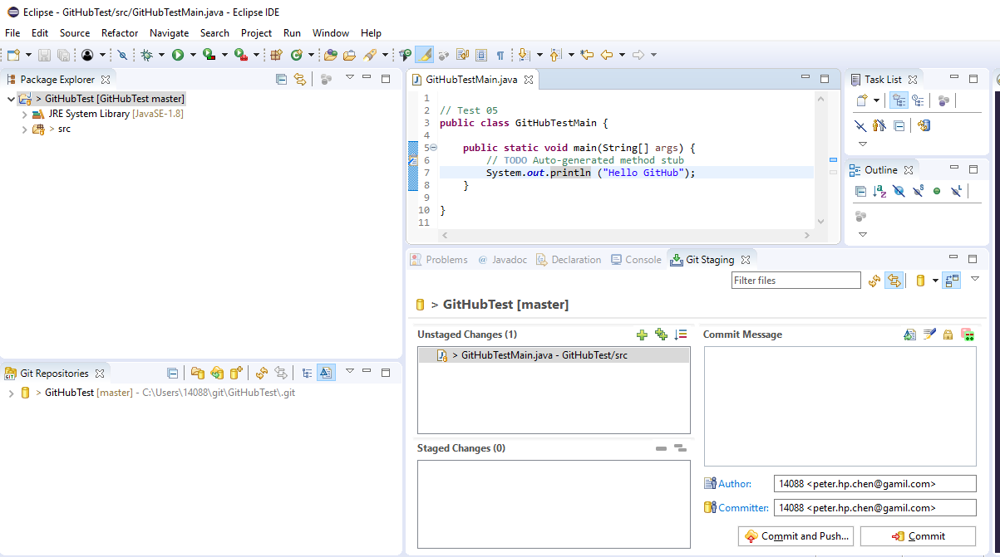 Eclipse - GitHubTest/src/GitHubTestMain.java - Eclipse IDE
File Edit Source Refactor Navigate Search Project Run Window Help
Package Explorer
> GitHubTest [GitHubTest master]
JRE System Library [JavaSE-1.8]
> src
GitHubTestMain.java
1
2 // Test 05
3 public class GitHubTestMain {
4
5 public static void main(String[] args) {
6 // TODO Auto-generated method stub
7 System.out.println ("Hello GitHub");
8 }
9
10 }
11
Task List
Outline
Git Repositories
> GitHubTest [master] - C:\Users\14088\git\GitHubTest\.git
Problems @ Javadoc Declaration Console Git Staging
Filter files
> GitHubTest [master]
Unstaged Changes (1)
> GitHubTestMain.java - GitHubTest/src
Staged Changes (0)
Commit Message
Author: 14088 <peter.hp.chen@gamil.com>
Committer: 14088 <peter.hp.chen@gamil.com>
Commit and Push... Commit